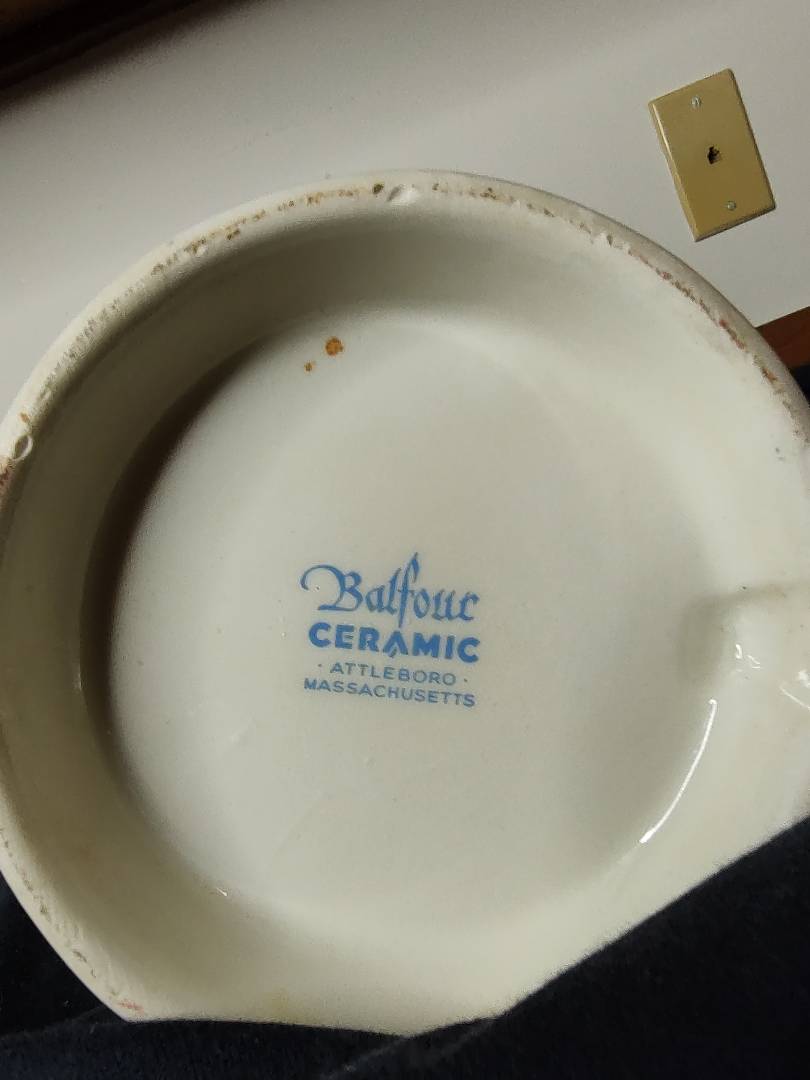 Balfour
CERAMIC
· ATTLEBORO ·
MASSACHUSETTS